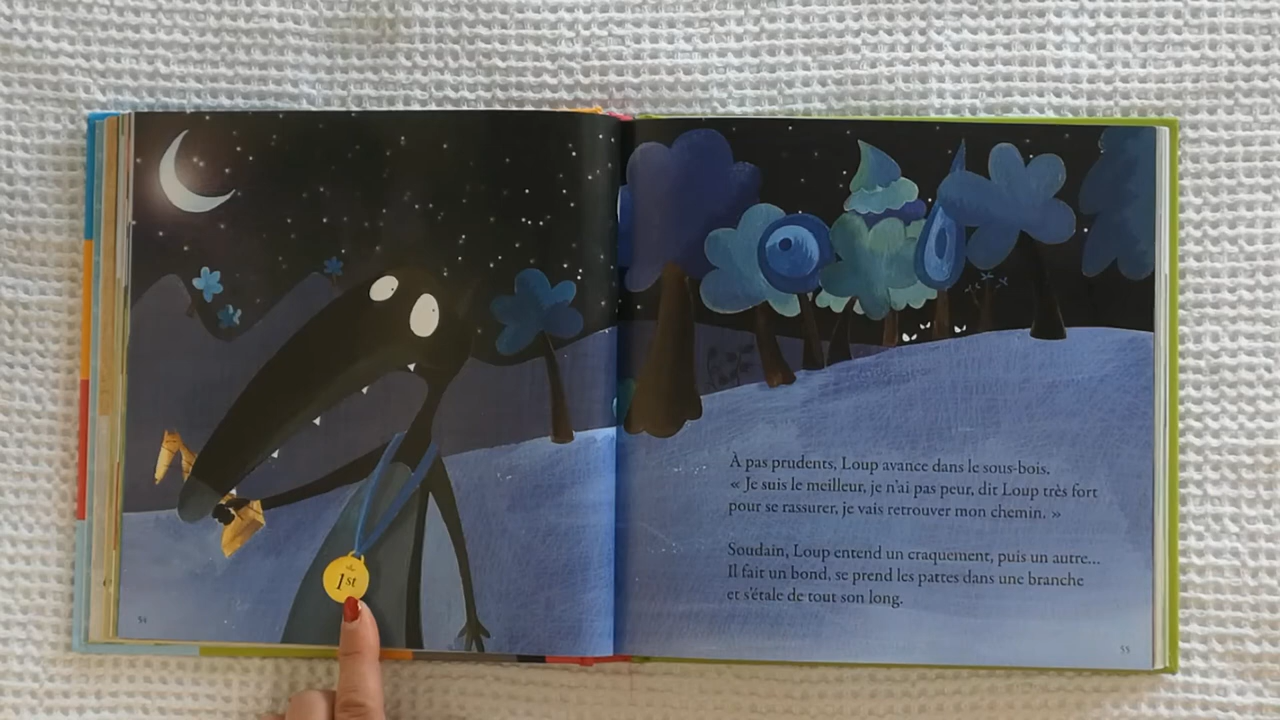 1st
54
À pas prudents, Loup avance dans le sous-bois.
« Je suis le meilleur, je n'ai pas peur, dit Loup très fort
pour se rassurer, je vais retrouver mon chemin. »
Soudain, Loup entend un craquement, puis un autre...
Il fait un bond, se prend les pattes dans une branche
et s'étale de tout son long.
55